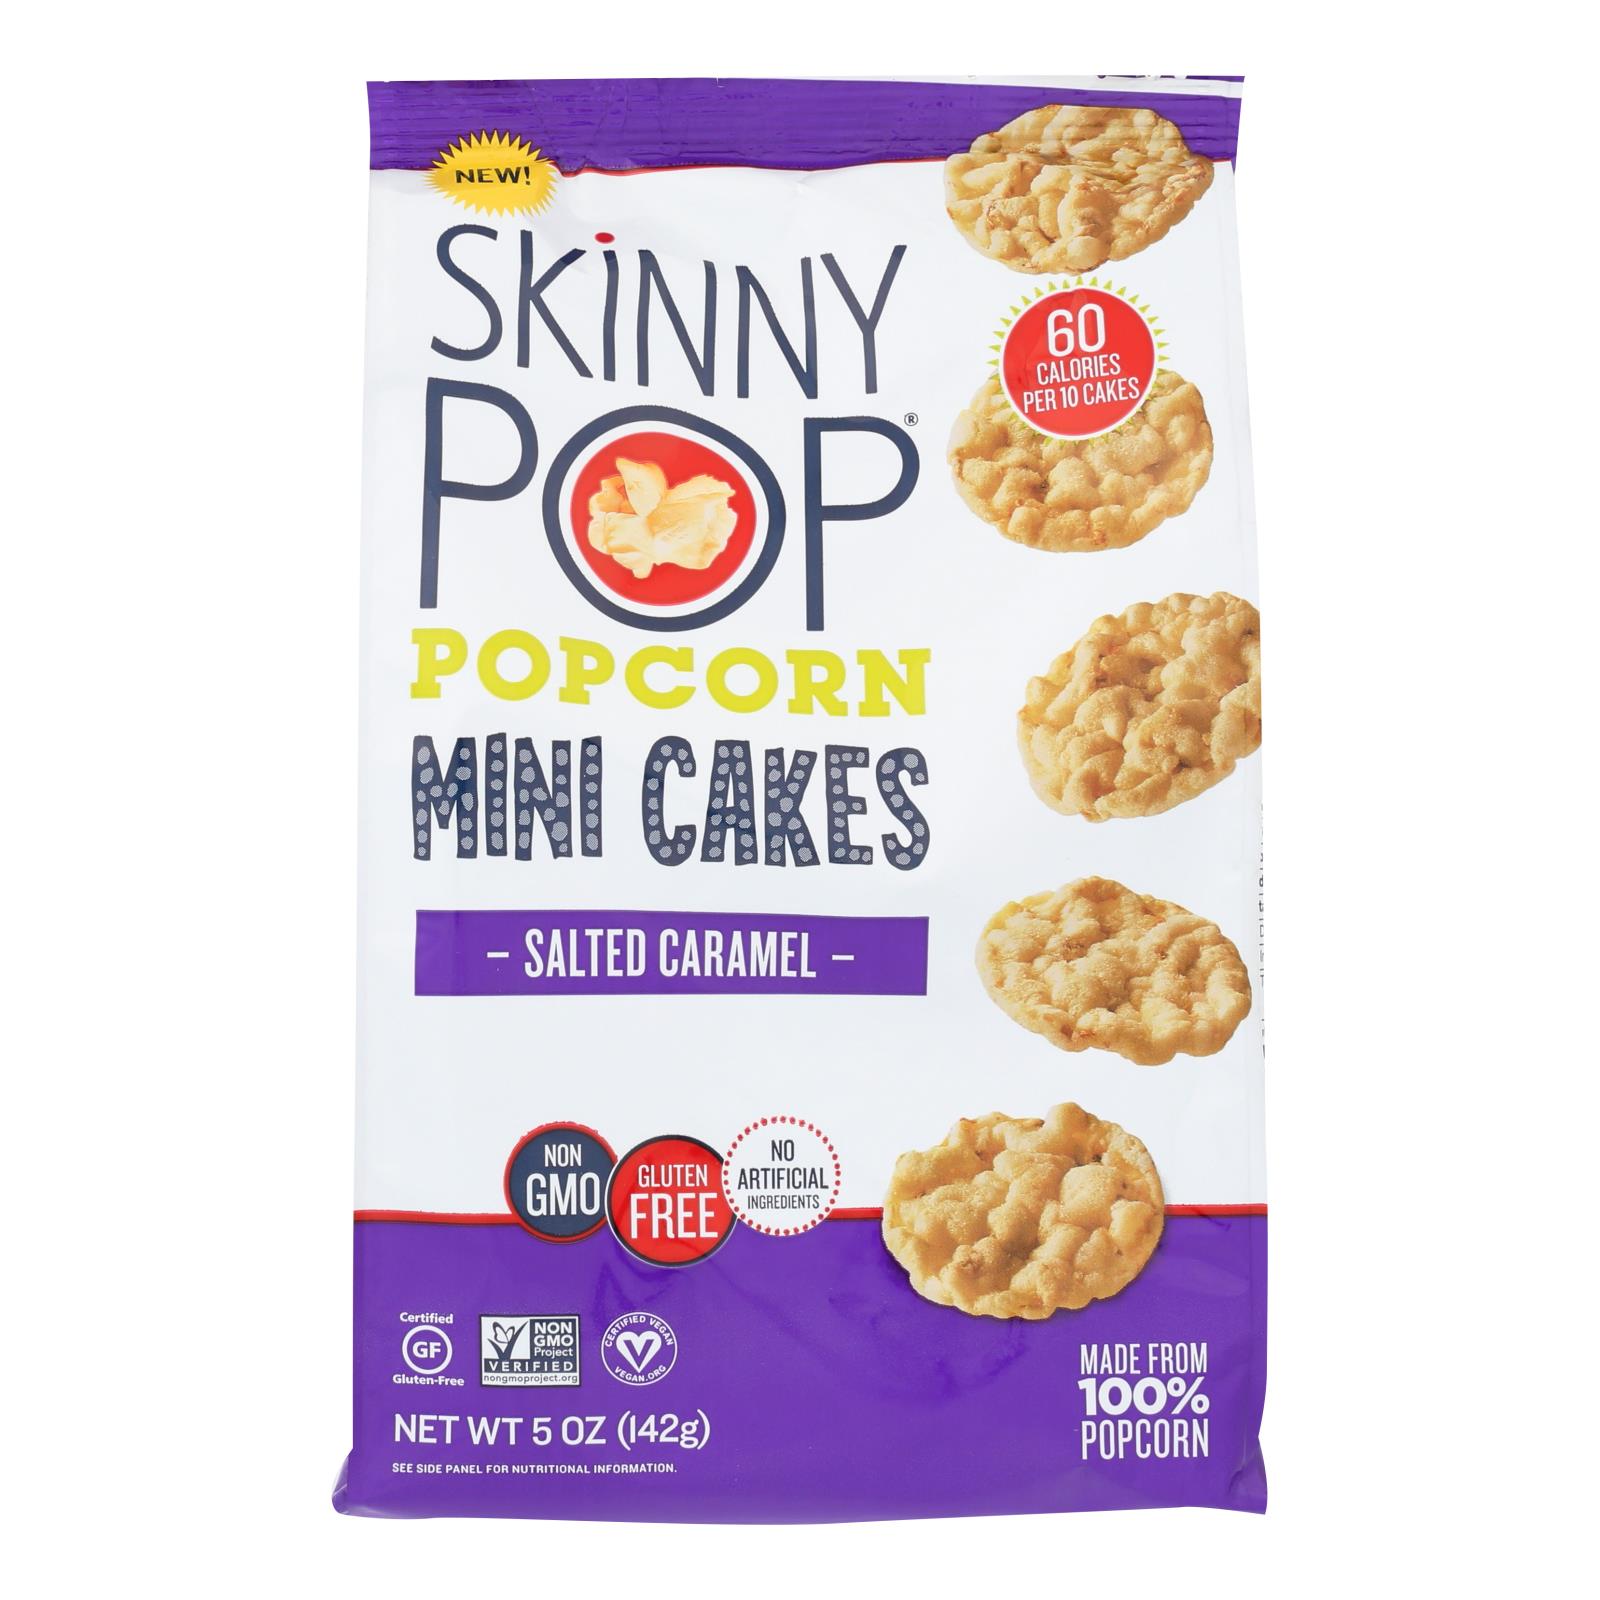 NEW!
SKiNNY
POP®
POPCORN
MINI CAKES
– SALTED CARAMEL –
60
CALORIES
PER 10 CAKES
NON
GMO
GLUTEN
FREE
NO
ARTIFICIAL
INGREDIENTS
Certified
GF
Gluten-Free
NON
GMO
Project
VERIFIED
nongmoproject.org
CERTIFIED VEGAN
VEGAN.ORG
NET WT 5 OZ (142g)
SEE SIDE PANEL FOR NUTRITIONAL INFORMATION.
MADE FROM
100%
POPCORN